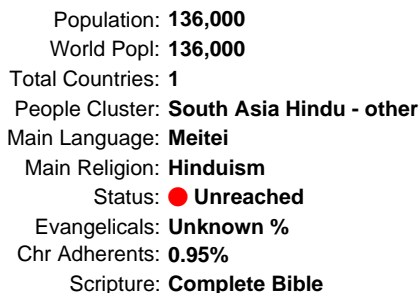 Population: 136,000
World Popl: 136,000
Total Countries: 1
People Cluster: South Asia Hindu - other
Main Language: Meitei
Main Religion: Hinduism
Status: Unreached
Evangelicals: Unknown %
Chr Adherents: 0.95%
Scripture: Complete Bible